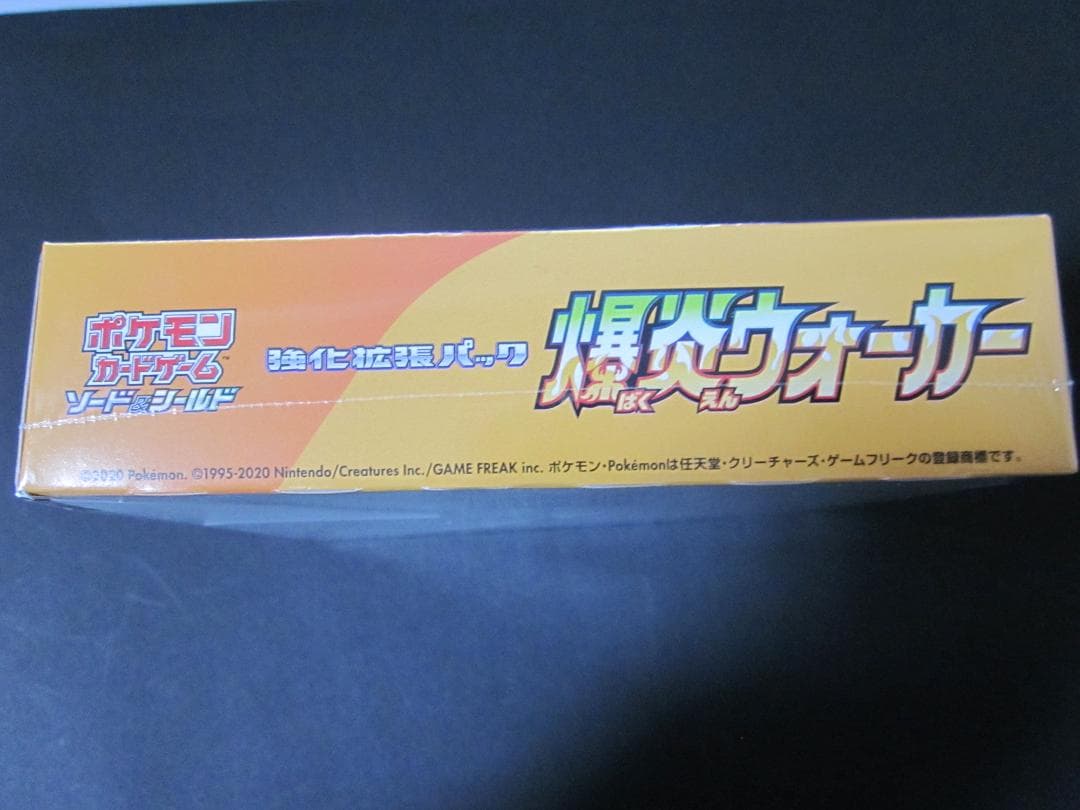 ポケモン
カードゲーム™
ソード&シールド
強化拡張パック
爆炎ウォーカー
ばく えん
©2020 Pokémon. ©1995-2020 Nintendo/Creatures Inc./GAME FREAK inc. ポケモン・Pokémonは任天堂・クリーチャーズ・ゲームフリークの登録商標です。